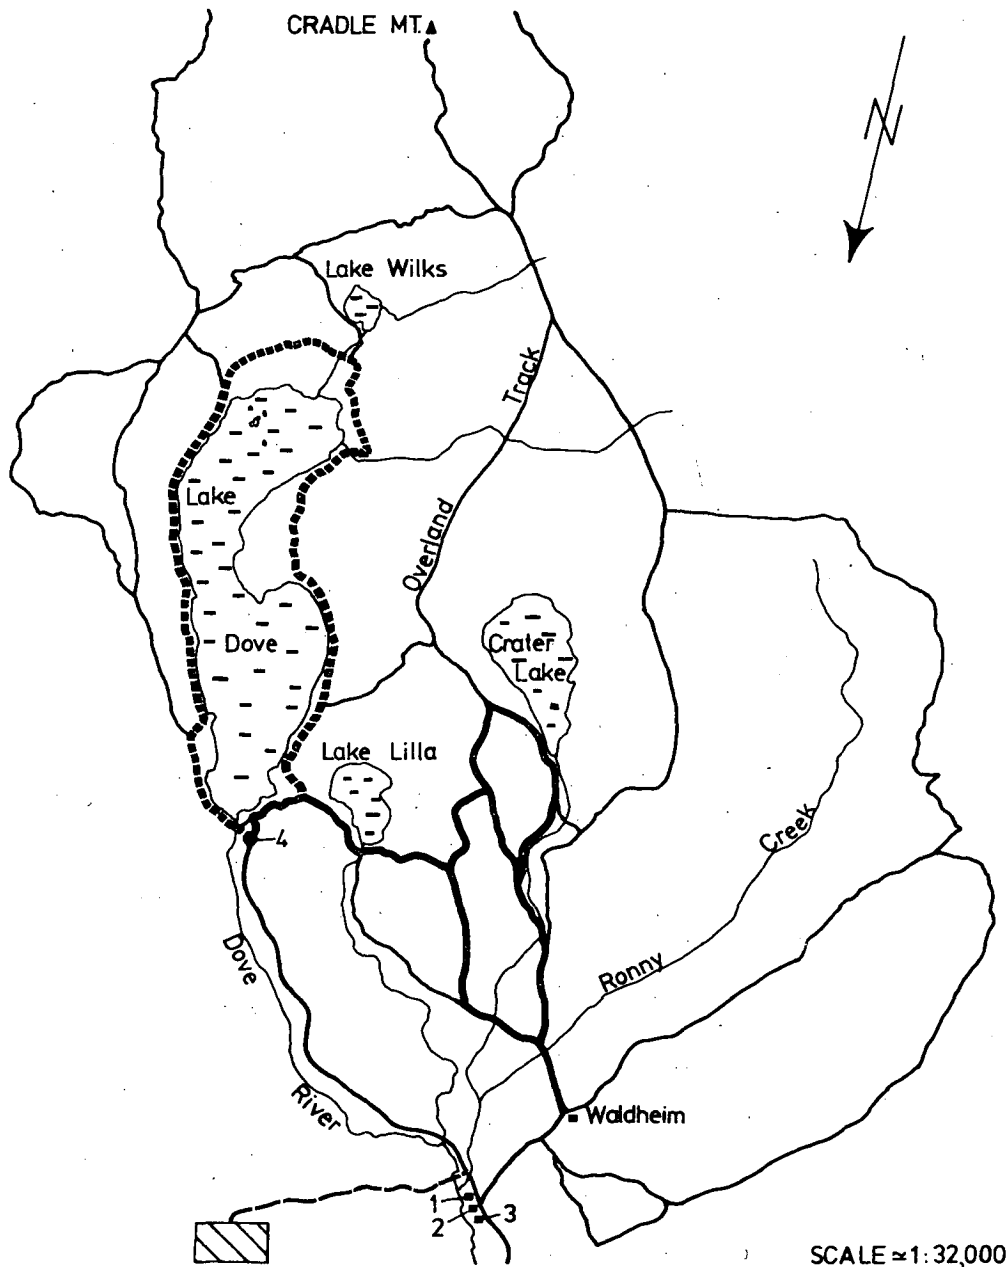 CRADLE MT.
N
Lake Wilks
Track
Lake
Overland
Dove
Crater
Lake
Lake Lilla
Creek
4
Dove
Ronny
River
Waldheim
1
2
3
SCALE ≃ 1:32,000